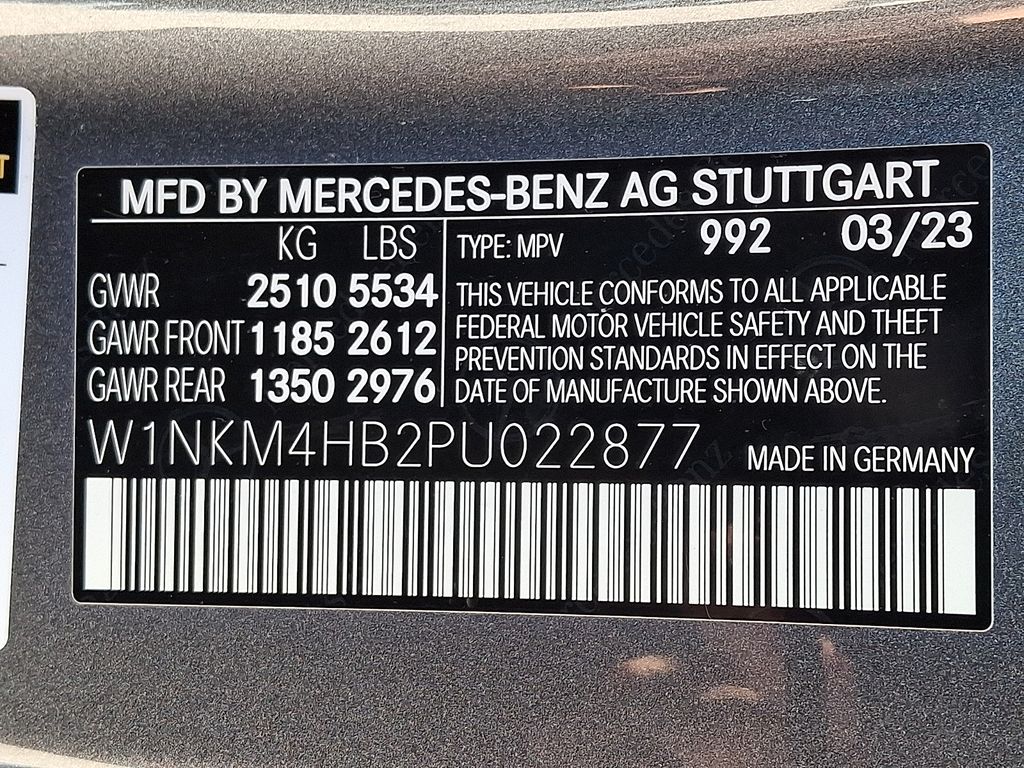 T
MFD BY MERCEDES-BENZ AG STUTTGART
KG LBS
GVWR 2510 5534
GAWR FRONT 1185 2612
GAWR REAR 1350 2976
TYPE: MPV 992 03/23
THIS VEHICLE CONFORMS TO ALL APPLICABLE
FEDERAL MOTOR VEHICLE SAFETY AND THEFT
PREVENTION STANDARDS IN EFFECT ON THE
DATE OF MANUFACTURE SHOWN ABOVE.
W1NKM4HB2PU022877 MADE IN GERMANY